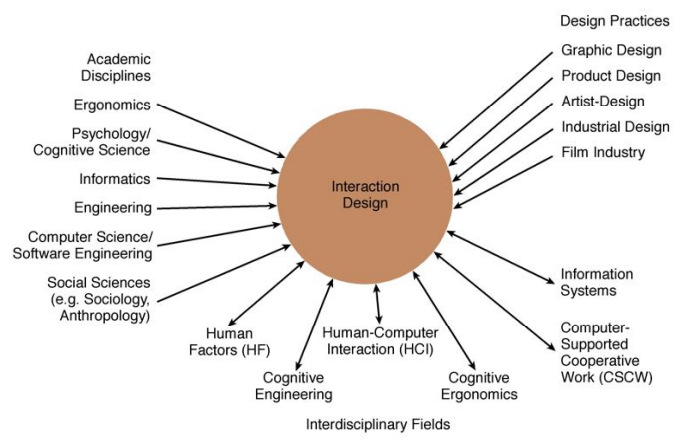 Academic
Disciplines
Ergonomics
Psychology/
Cognitive Science
Informatics
Engineering
Computer Science/
Software Engineering
Social Sciences
(e.g. Sociology,
Anthropology)
Interaction
Design
Design Practices
Graphic Design
Product Design
Artist-Design
Industrial Design
Film Industry
Information
Systems
Computer-
Supported
Cooperative
Work (CSCW)
Human
Factors (HF)
Cognitive
Engineering
Human-Computer
Interaction (HCI)
Cognitive
Ergonomics
Interdisciplinary Fields